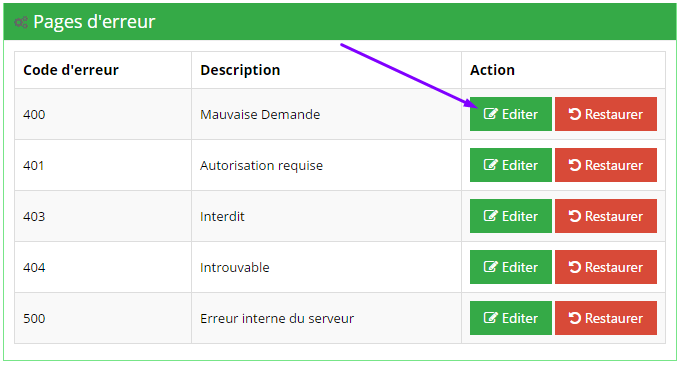 Pages d'erreur
Code d'erreur Description Action
400 Mauvaise Demande Editer Restaurer
401 Autorisation requise Editer Restaurer
403 Interdit Editer Restaurer
404 Introuvable Editer Restaurer
500 Erreur interne du serveur Editer Restaurer